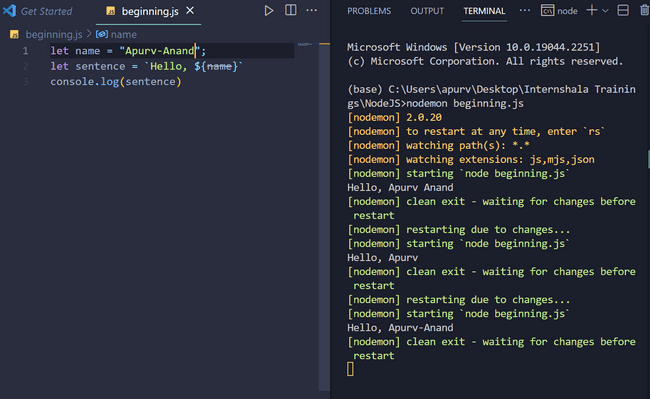 Get Started
beginning.js
beginning.js > name
1 let name = "Apurv-Anand";
2 let sentence = `Hello, ${name}`
3 console.log(sentence)
PROBLEMS OUTPUT TERMINAL ... node
Microsoft Windows [Version 10.0.19044.2251]
(c) Microsoft Corporation. All rights reserved.
(base) C:\Users\apurv\Desktop\Internshala Trainin
gs\NodeJS>nodemon beginning.js
[nodemon] 2.0.20
[nodemon] to restart at any time, enter `rs`
[nodemon] watching path(s): *.*
[nodemon] watching extensions: js,mjs,json
[nodemon] starting `node beginning.js`
Hello, Apurv Anand
[nodemon] clean exit - waiting for changes before
restart
[nodemon] restarting due to changes...
[nodemon] starting `node beginning.js`
Hello, Apurv
[nodemon] clean exit - waiting for changes before
restart
[nodemon] restarting due to changes...
[nodemon] starting `node beginning.js`
Hello, Apurv-Anand
[nodemon] clean exit - waiting for changes before
restart